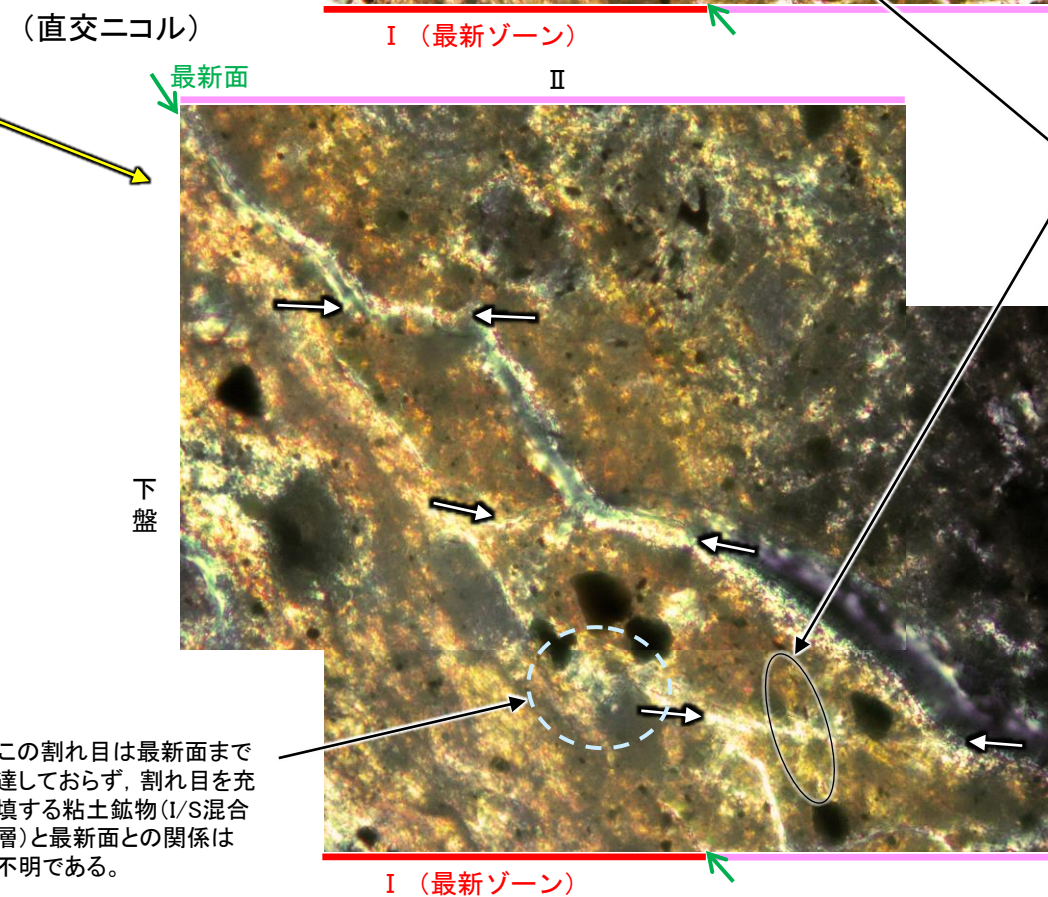 （直交ニコル）
Ⅰ （最新ゾーン）
最新面
Ⅱ
下
盤
この割れ目は最新面まで
達しておらず，割れ目を充
填する粘土鉱物(I/S混合
層)と最新面との関係は
不明である。
Ⅰ （最新ゾーン）